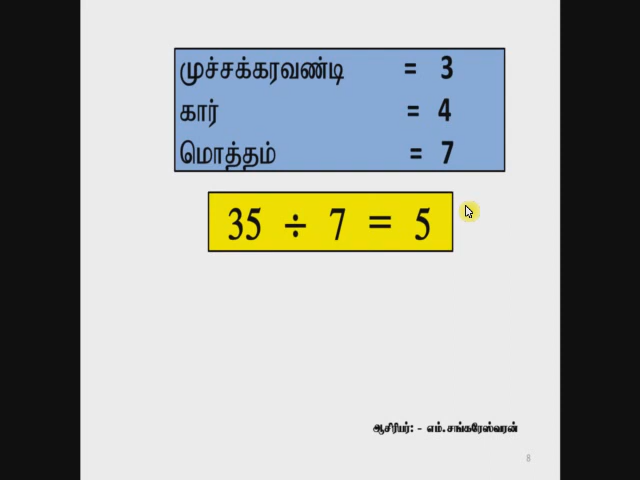 முச்சக்கரவண்டி = 3
கார் = 4
மொத்தம் = 7
35 ÷ 7 = 5
ஆசிரியர்: - எம். சங்கரேஸ்வரன்
8